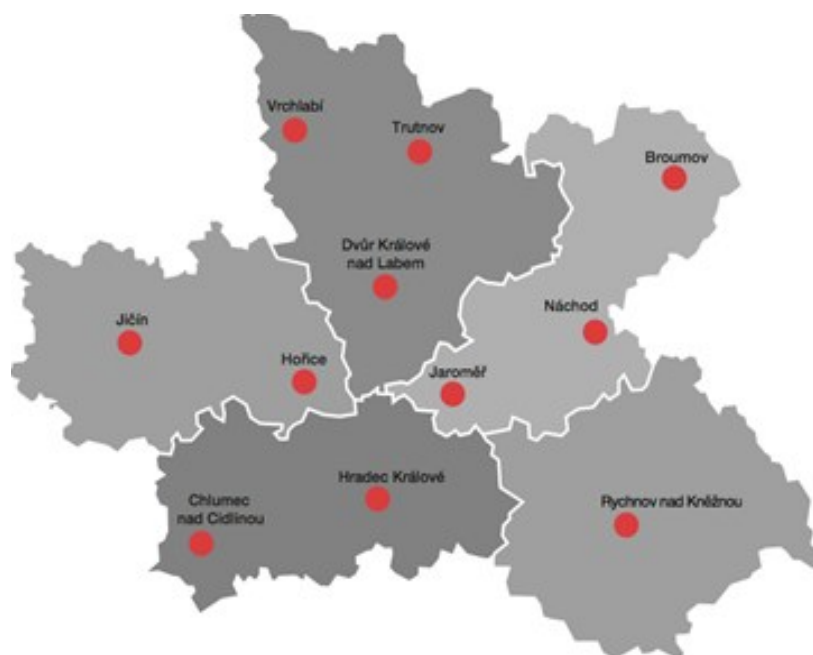 Vrchlabí
Trutnov
Broumov
Dvůr Králové
nad Labem
Náchod
Jičín
Hořice
Jaroměř
Hradec Králové
Chlumec
nad Cidlinou
Rychnov nad Kněžnou